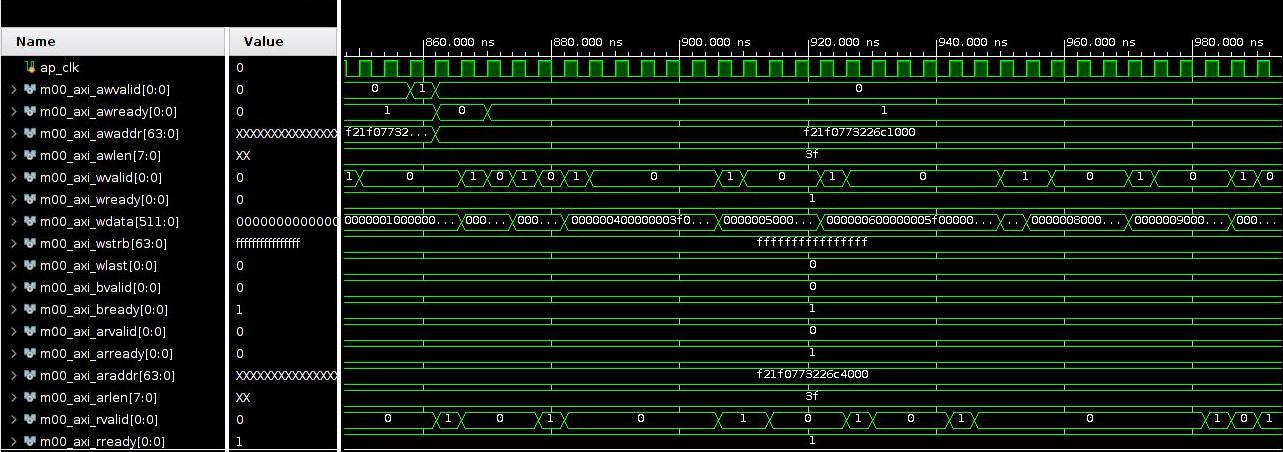 Name Value 860.000 ns 880.000 ns 900.000 ns 920.000 ns 940.000 ns 960.000 ns 980.000 ns
ap_clk 0
m00_axi_awvalid[0:0] 0 0 1 0
m00_axi_awready[0:0] 0 1 0 1
m00_axi_awaddr[63:0] XXXXXXXXXXXXXXX f21f07732... f21f0773226c1000
m00_axi_awlen[7:0] XX 3f
m00_axi_wvalid[0:0] 0 1 0 1 0 1 0 1 0 1 0 1 0 1 0 1 0 1 0
m00_axi_wready[0:0] 0 1
m00_axi_wdata[511:0] 00000000000000 0000001000000... 000... 000... 000000400000003f0... 0000005000... 00000060000005f00000... ... 0000008000... 0000009000... 000...
m00_axi_wstrb[63:0] ffffffffffffffff ffffffffffffffff
m00_axi_wlast[0:0] 0 0
m00_axi_bvalid[0:0] 0 0
m00_axi_bready[0:0] 1 1
m00_axi_arvalid[0:0] 0 0
m00_axi_arready[0:0] 0 1
m00_axi_araddr[63:0] XXXXXXXXXXXXXXX f21f0773226c4000
m00_axi_arlen[7:0] XX 3f
m00_axi_rvalid[0:0] 0 0 1 0 1 0 1 0 1 0 1 0 1 0 1
m00_axi_rready[0:0] 1 1